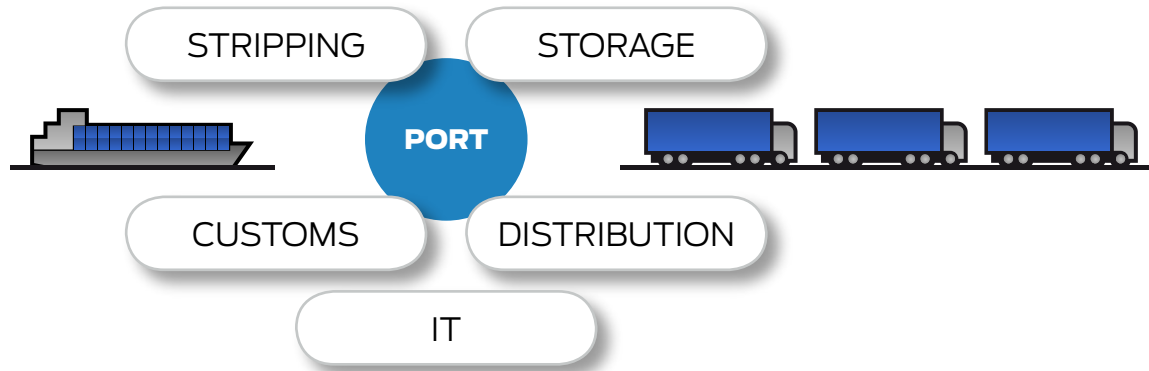 STRIPPING
STORAGE
PORT
CUSTOMS
DISTRIBUTION
IT